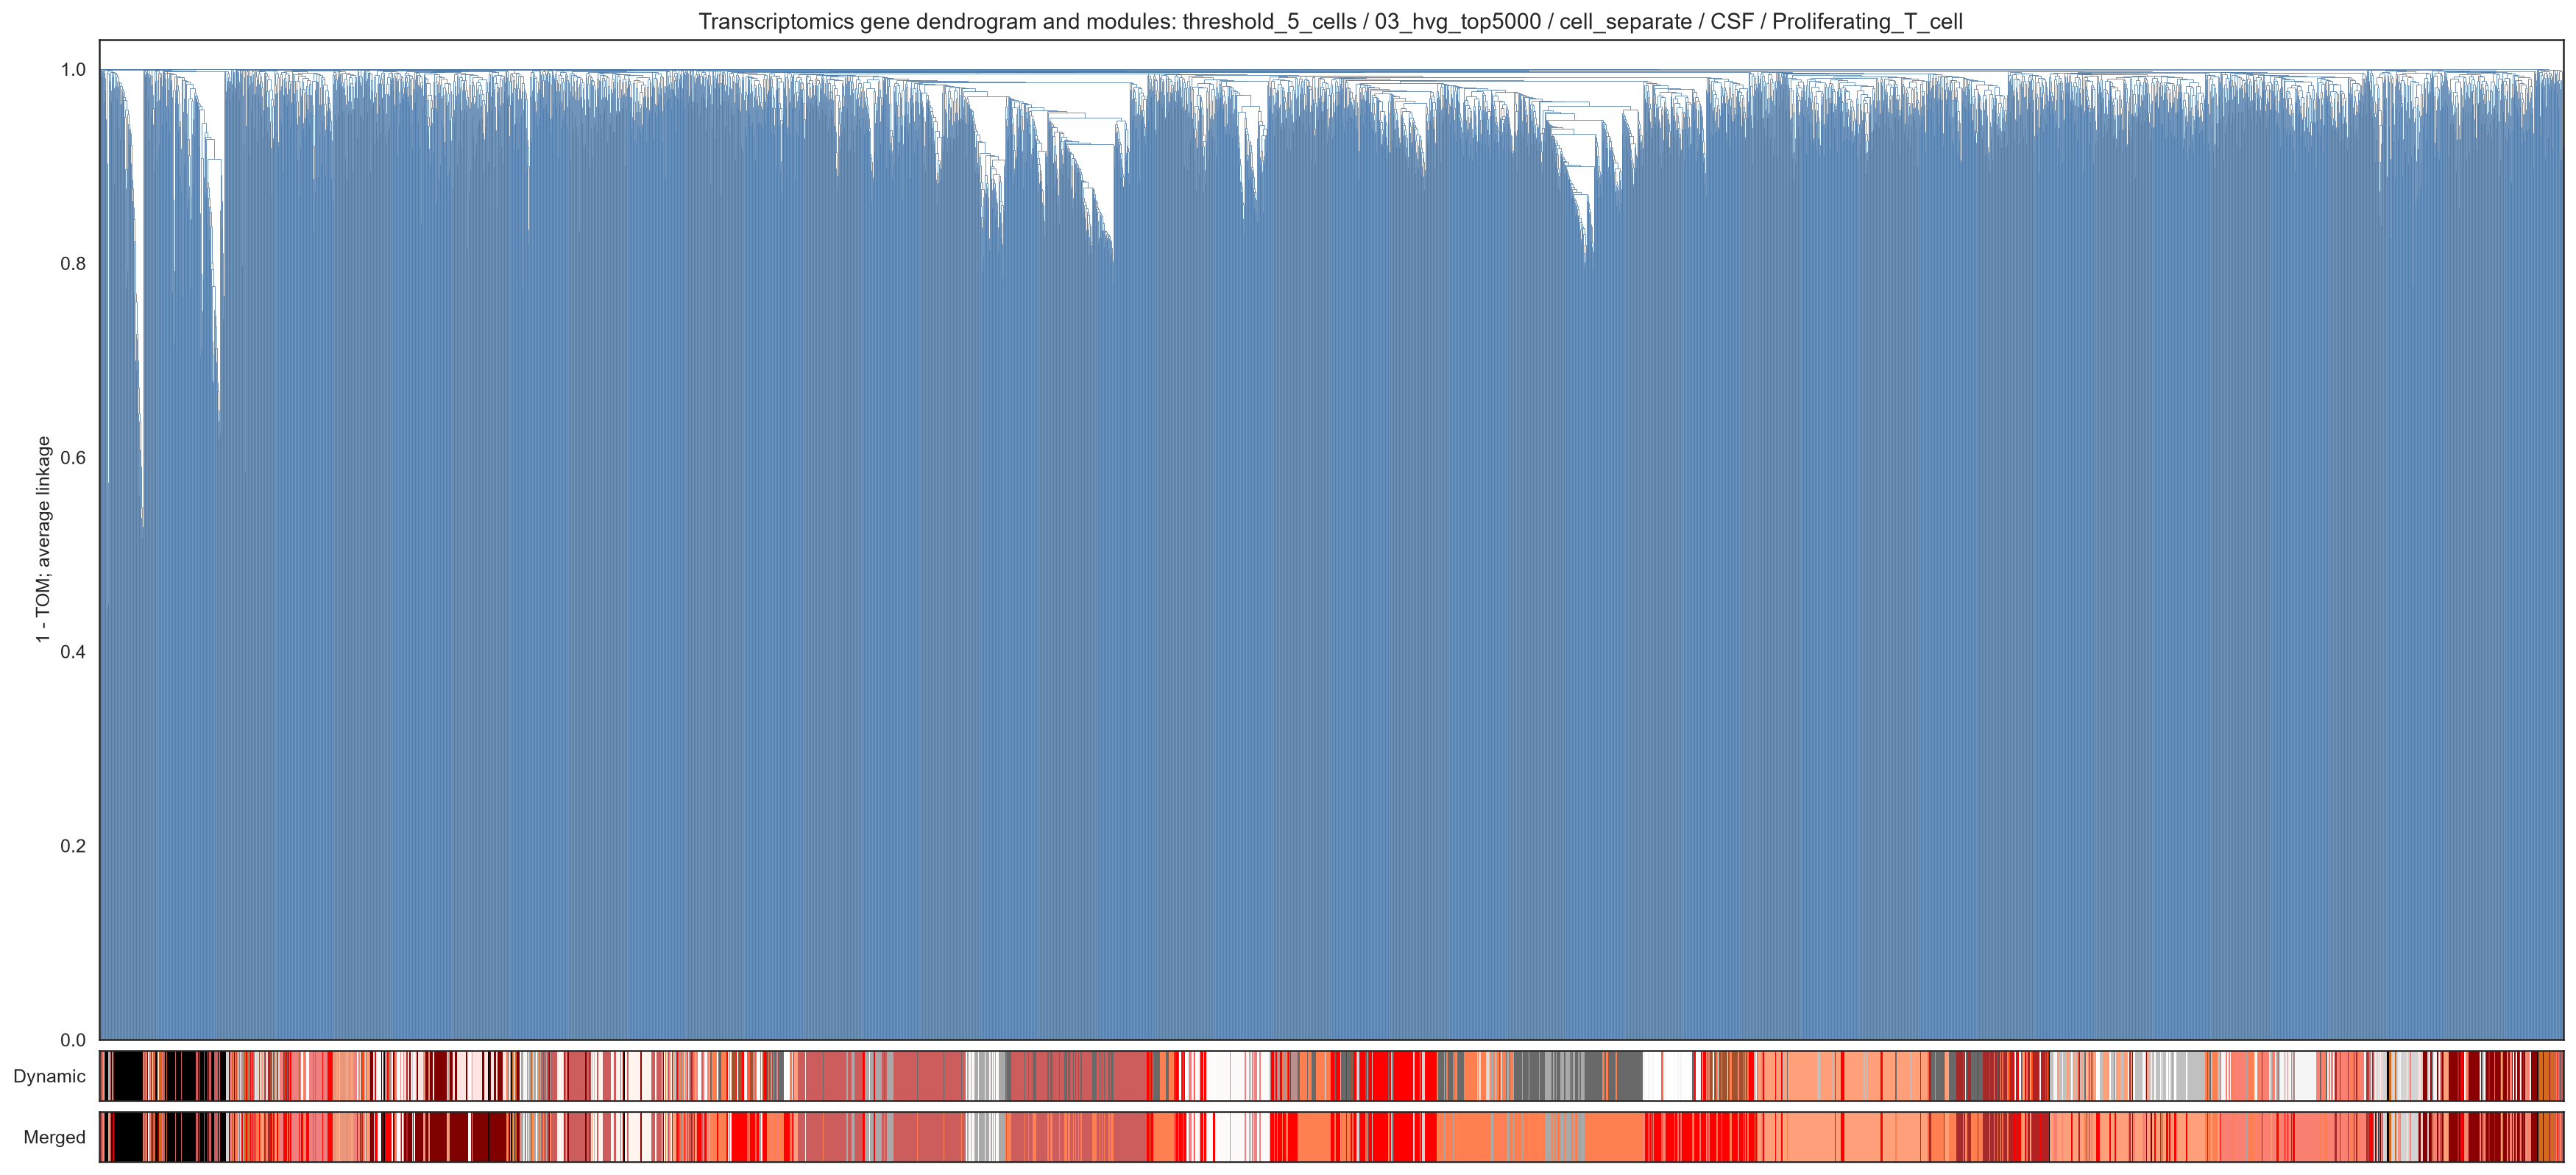 Transcriptomics gene dendrogram and modules: threshold_5_cells / 03_hvg_top5000 / cell_separate / CSF / Proliferating_T_cell
1.0
0.8
0.6
0.4
0.2
0.0
1 - TOM; average linkage
Dynamic
Merged